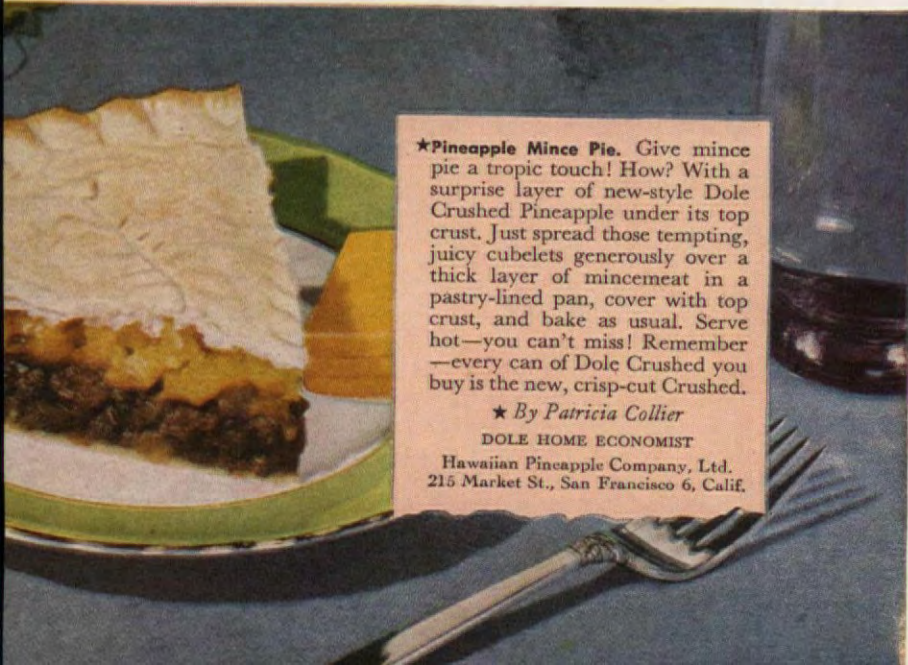 ★Pineapple Mince Pie. Give mince
pie a tropic touch! How? With a
surprise layer of new-style Dole
Crushed Pineapple under its top
crust. Just spread those tempting,
juicy cubelets generously over a
thick layer of mincemeat in a
pastry-lined pan, cover with top
crust, and bake as usual. Serve
hot—you can't miss! Remember
—every can of Dole Crushed you
buy is the new, crisp-cut Crushed.
★ By Patricia Collier
DOLE HOME ECONOMIST
Hawaiian Pineapple Company, Ltd.
215 Market St., San Francisco 6, Calif.